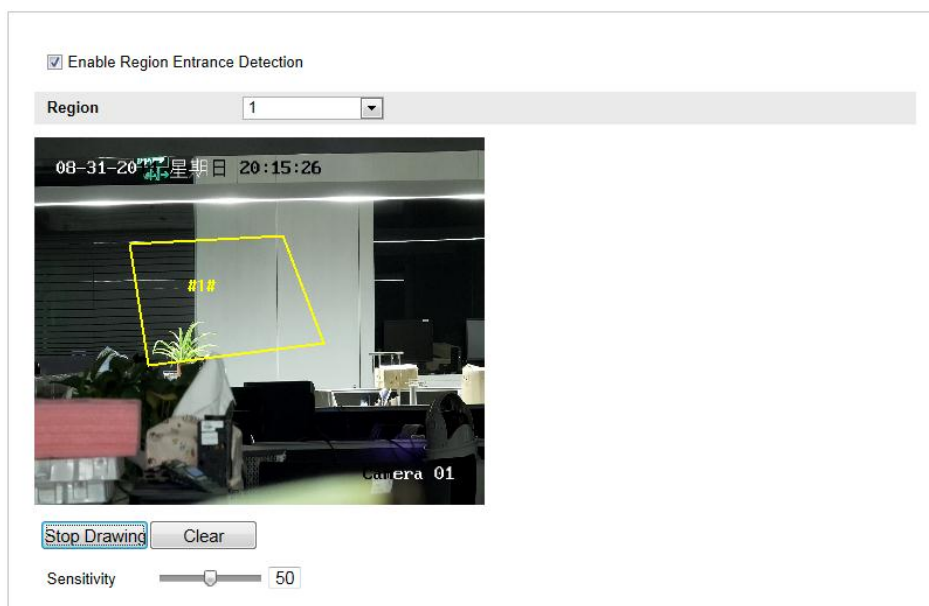 Enable Region Entrance Detection
Region 1
08-31-20 星期日 20:15:26
#1#
Camera 01
Stop Drawing Clear
Sensitivity 50